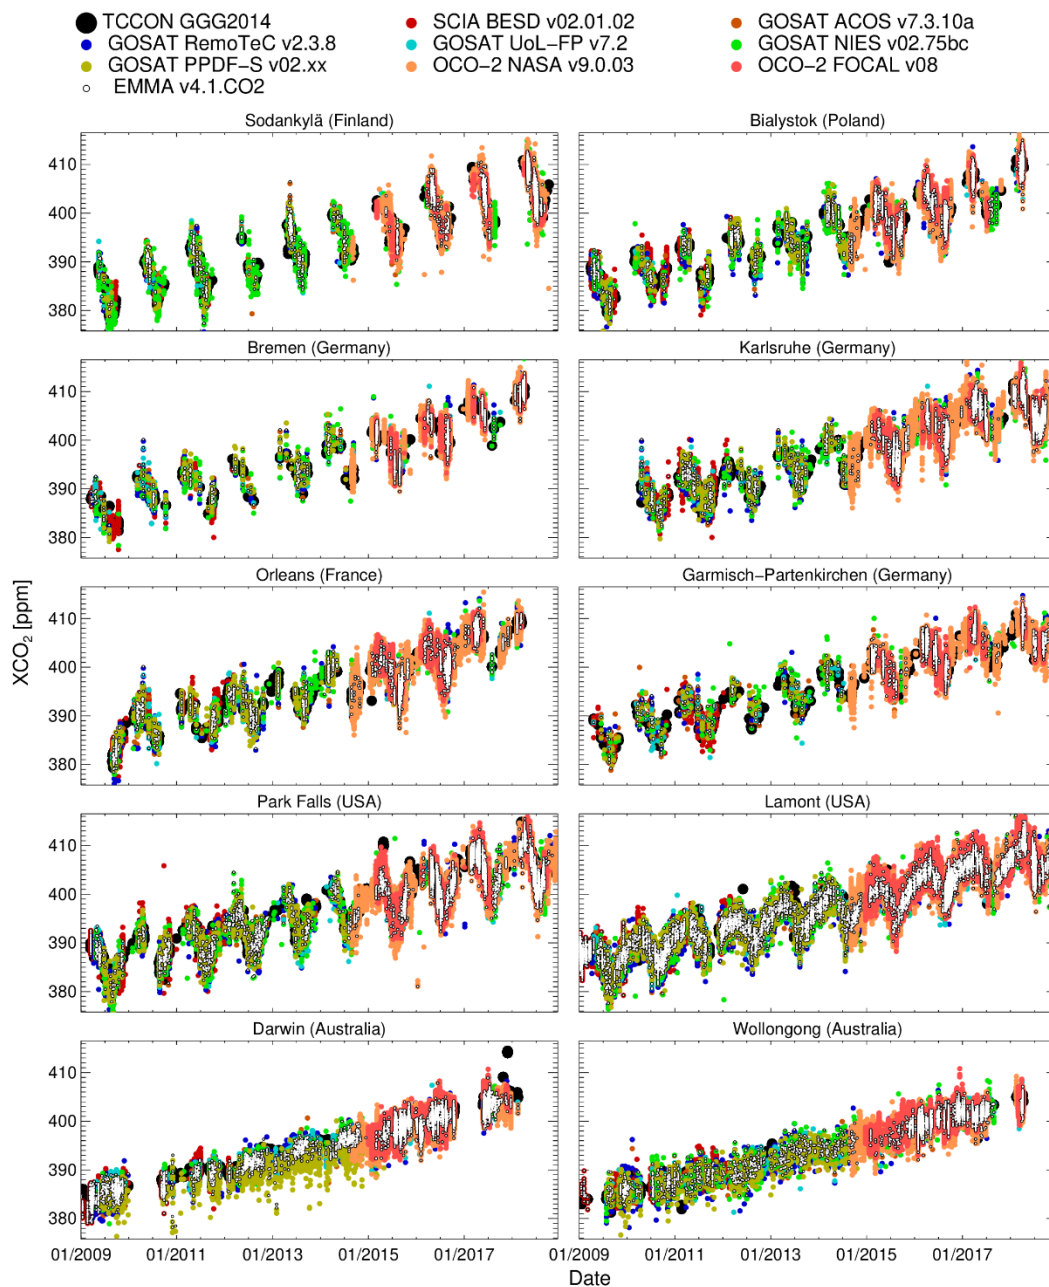 TCCON GGG2014 SCIA BESD v02.01.02 GOSAT ACOS v7.3.10a
GOSAT RemoTeC v2.3.8 GOSAT UoL-FP v7.2 GOSAT NIES v02.75bc
GOSAT PPDF-S v02.xx OCO-2 NASA v9.0.03 OCO-2 FOCAL v08
EMMA v4.1.CO2
Sodankylä (Finland) Bialystok (Poland)
410
400
390
380
Bremen (Germany) Karlsruhe (Germany)
410
400
390
380
Orleans (France) Garmisch-Partenkirchen (Germany)
410
400
390
380
XCO₂ [ppm]
Park Falls (USA) Lamont (USA)
410
400
390
380
Darwin (Australia) Wollongong (Australia)
410
400
390
380
01/2009 01/2011 01/2013 01/2015 01/2017 01/2009 01/2011 01/2013 01/2015 01/2017
Date